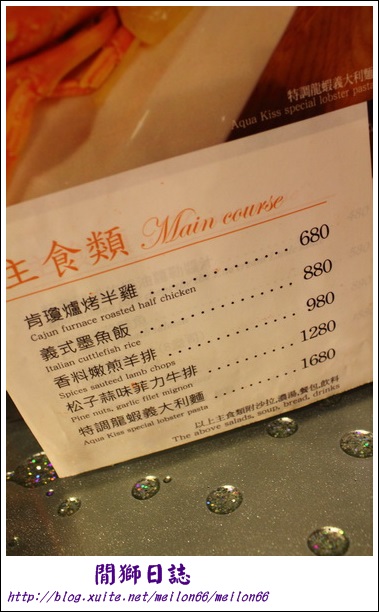 特調龍蝦義大利麵
Aqua Kiss special lobster pasta
主食類 Main course
肯瓊爐烤半雞 680
Cajun furnace roasted half chicken
義式墨魚飯 880
Italian cuttlefish rice
香料嫩煎羊排 980
Spices sauteed lamb chops
松子蒜味菲力牛排 1280
Pine nuts, garlic filet mignon
特調龍蝦義大利麵 1680
Aqua Kiss special lobster pasta
以上主食類附沙拉,濃湯,餐包,飲料
The above salads, soup, bread, drinks
閒獅日誌
http://blog.xuite.net/meilon66/meilon66